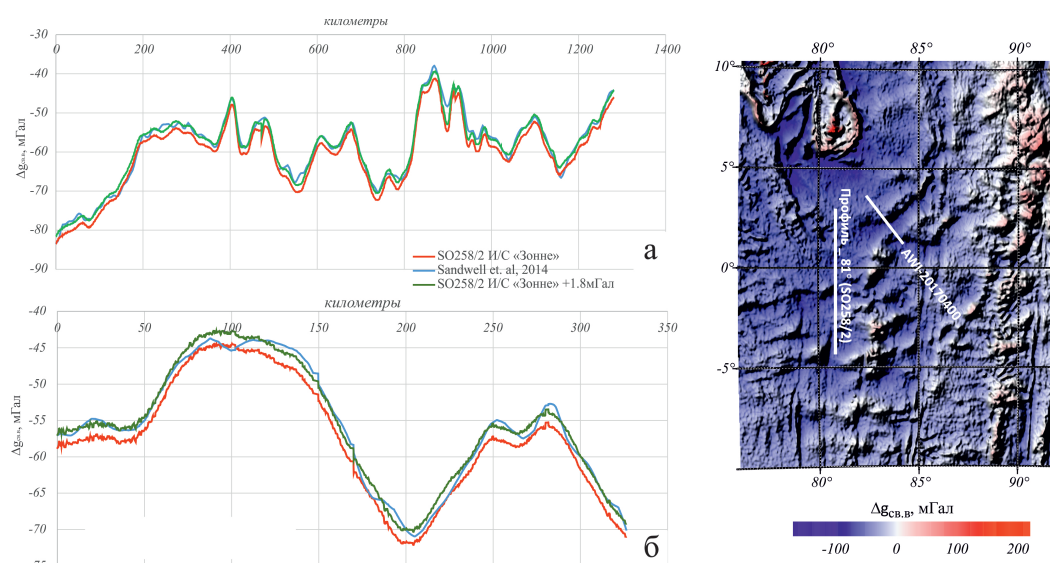 километры
-30
0 200 400 600 800 1000 1200 1400
-40
-50
-60
-70
-80
-90
Δgсв.в, мГал
а
SO258/2 И/С «Зонне»
Sandwell et. al, 2014
SO258/2 И/С «Зонне» +1.8мГал
километры
-40
0 50 100 150 200 250 300 350
-45
-50
-55
-60
-65
-70
-75
Δgсв.в, мГал
б
80° 85° 90°
10°
5°
0°
-5°
Профиль _ 81° (SO258/2)
AWI-20170400
80° 85° 90°
Δgсв.в, мГал
-100 0 100 200